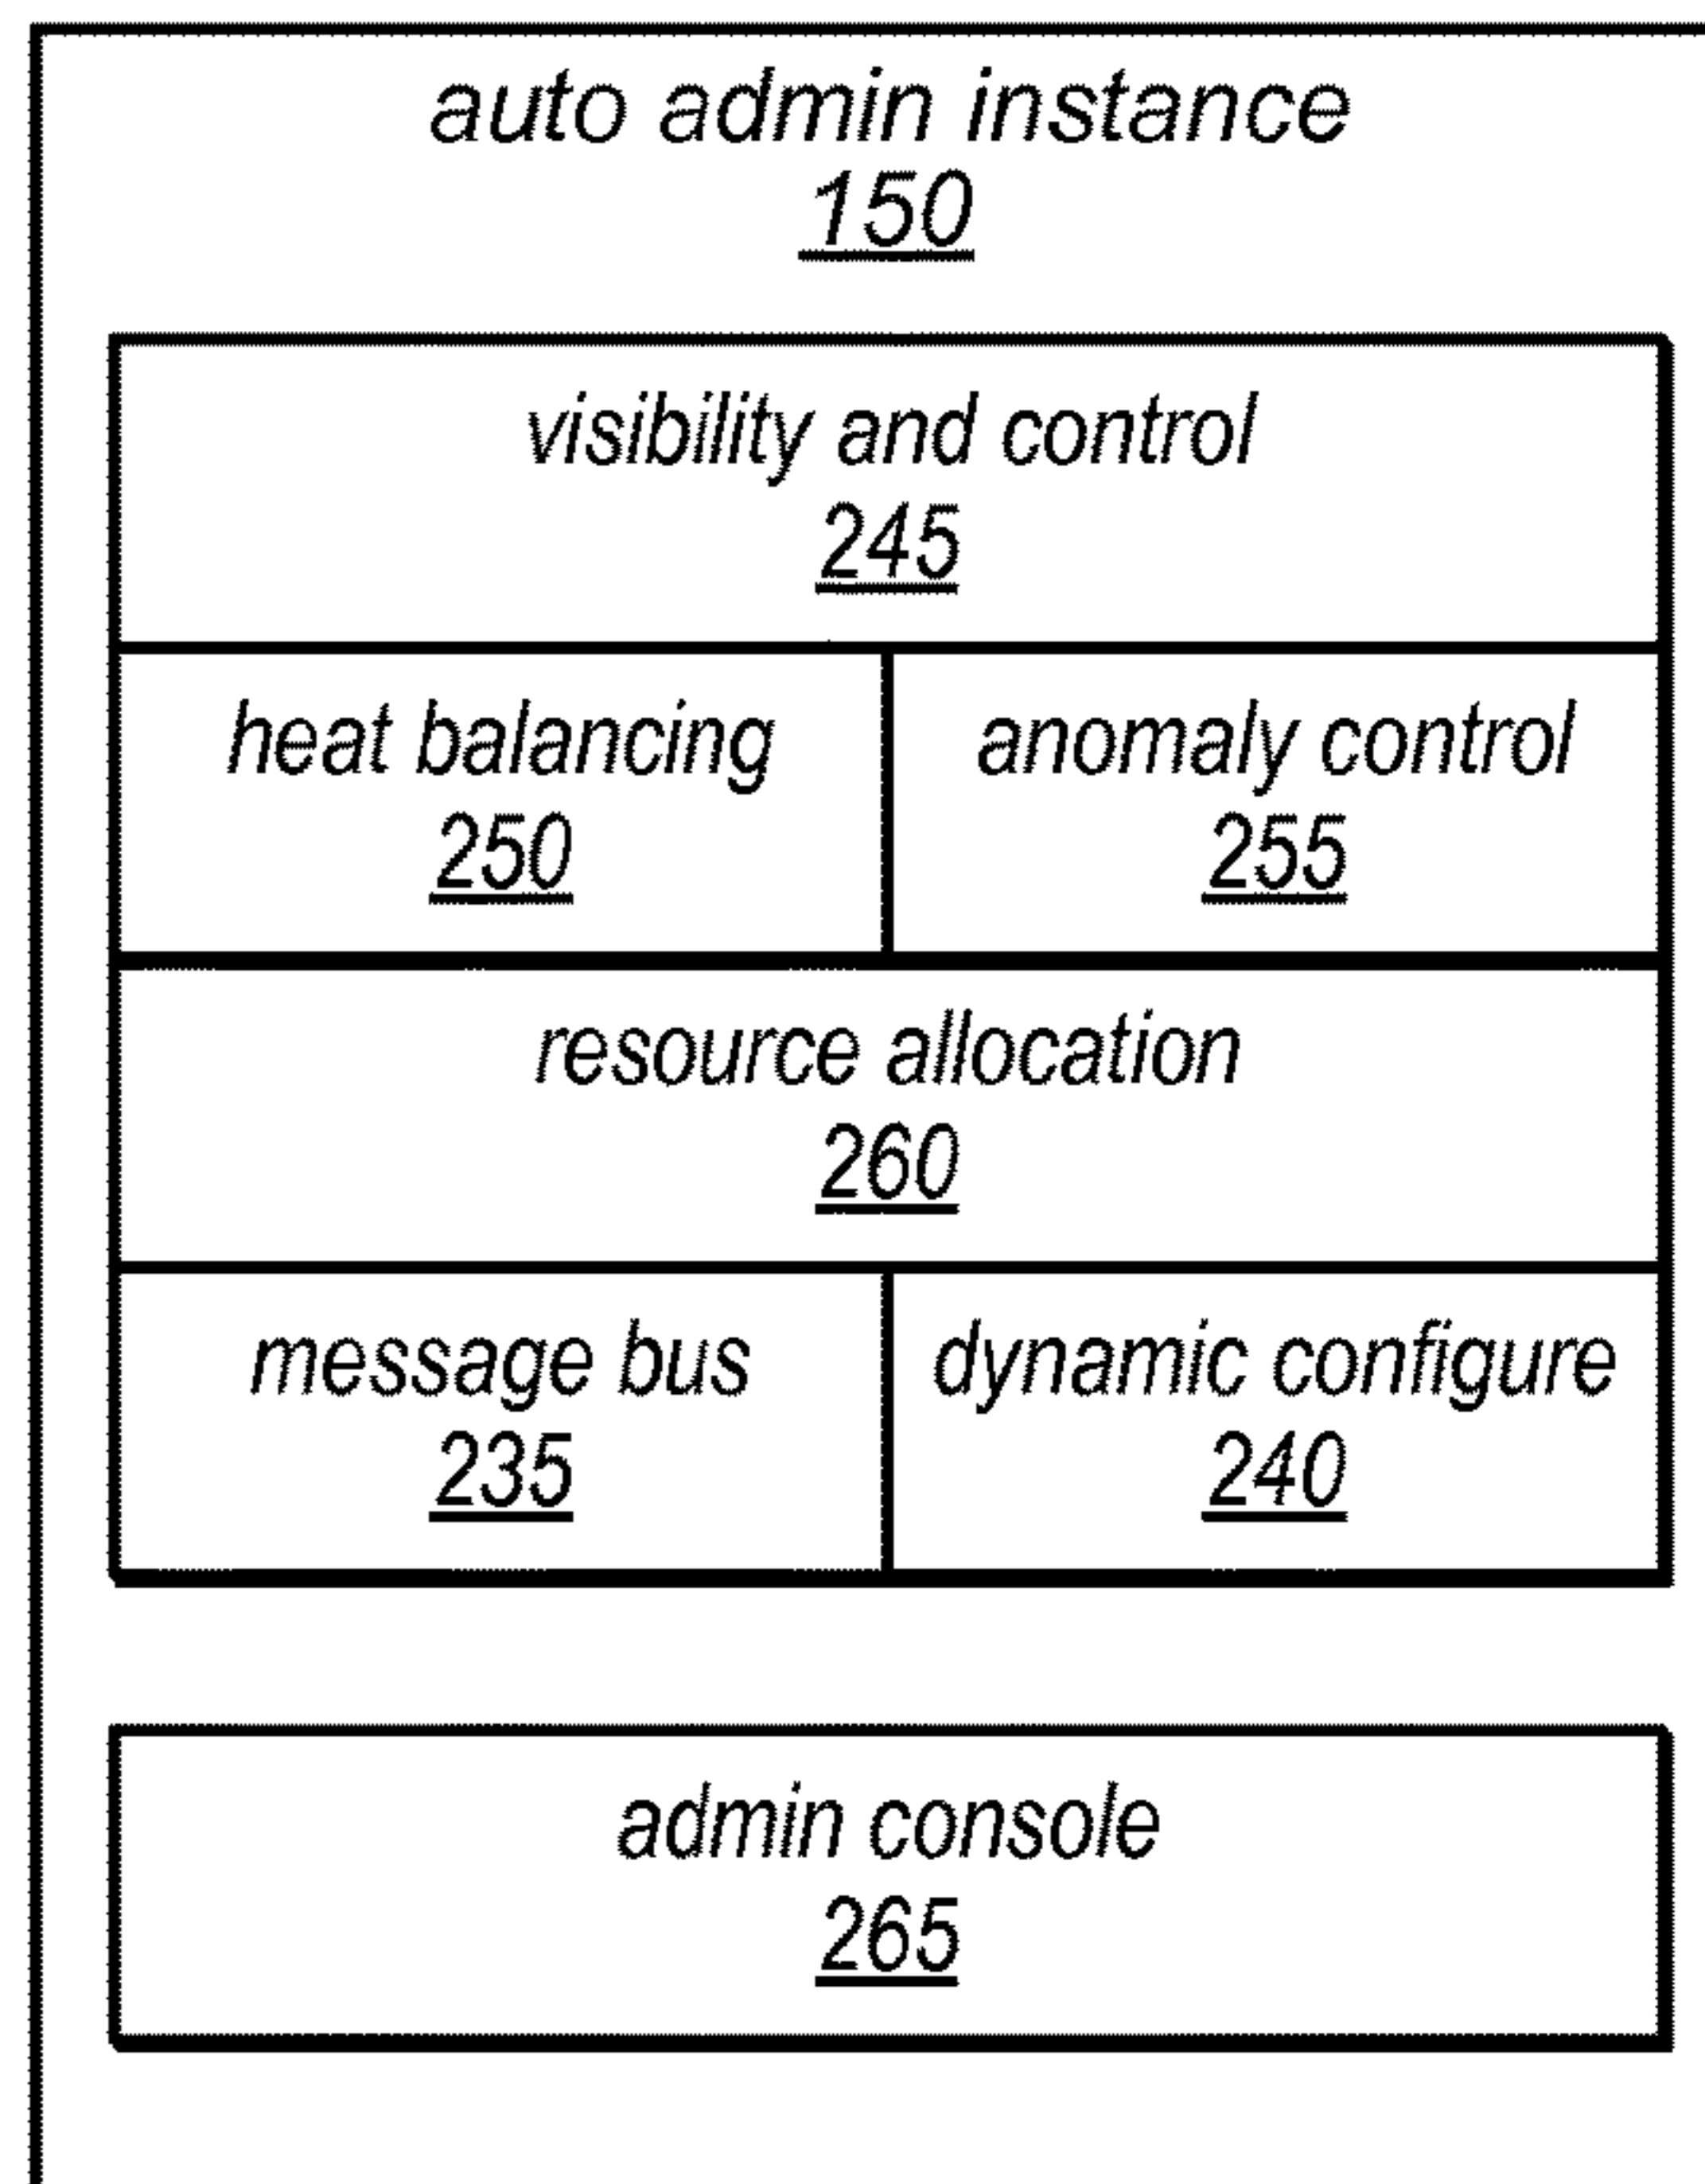 auto admin instance
150
visibility and control
245
heat balancing
250
anomaly control
255
resource allocation
260
message bus
235
dynamic configure
240
admin console
265